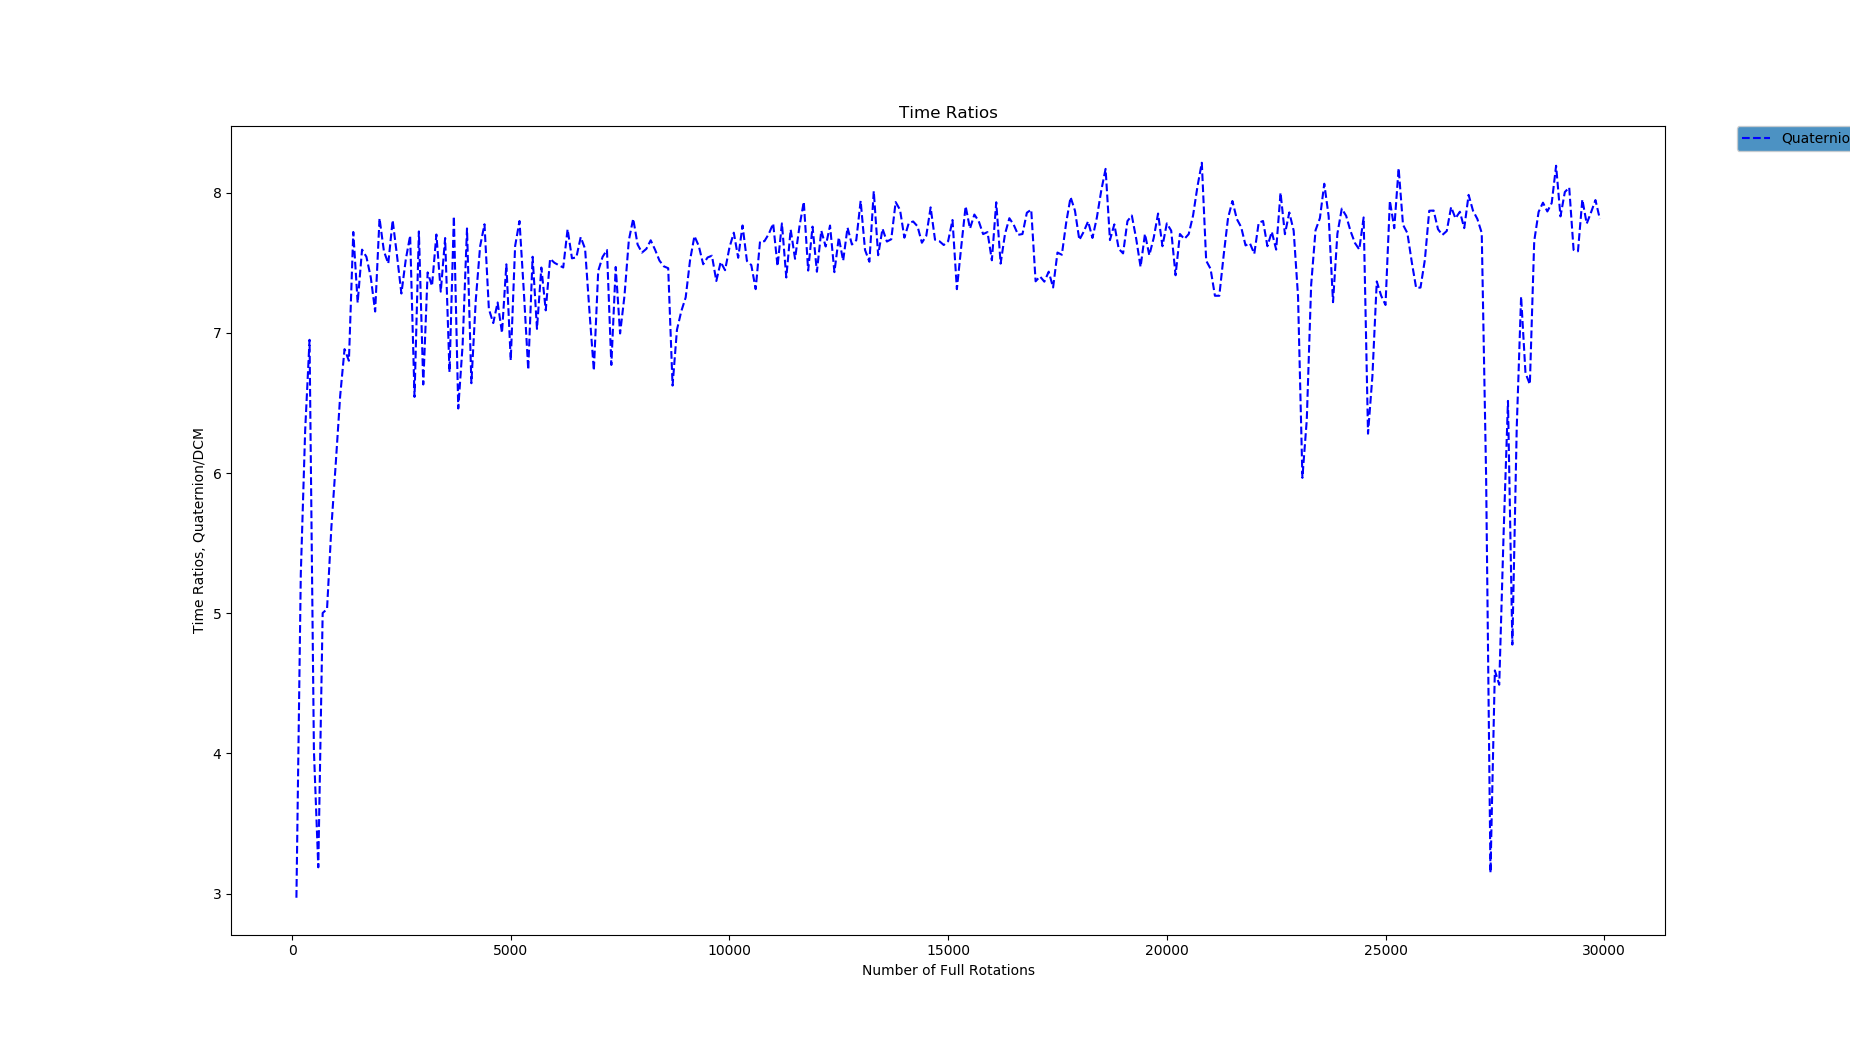 Time Ratios
Quaternio
8
7
6
5
4
3
Time Ratios, Quaternion/DCM
0 5000 10000 15000 20000 25000 30000
Number of Full Rotations